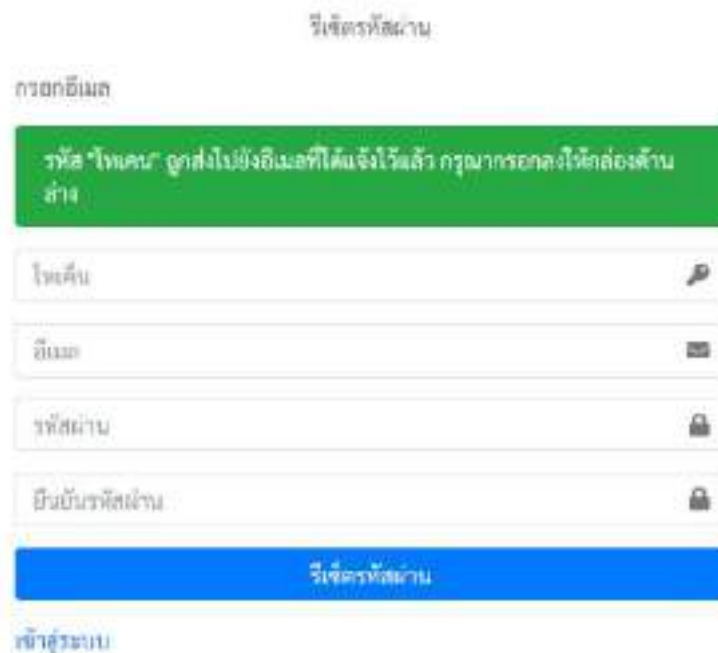 รีเซ็ตรหัสผ่าน
กรอกอีเมล
รหัส "โทเคน" ถูกส่งไปยังอีเมลที่ได้แจ้งไว้แล้ว กรุณากรอกลงให้กล่องด้าน
ล่าง
โทเค็น
อีเมล
รหัสผ่าน
ยืนยันรหัสผ่าน
รีเซ็ตรหัสผ่าน
เข้าสู่ระบบ